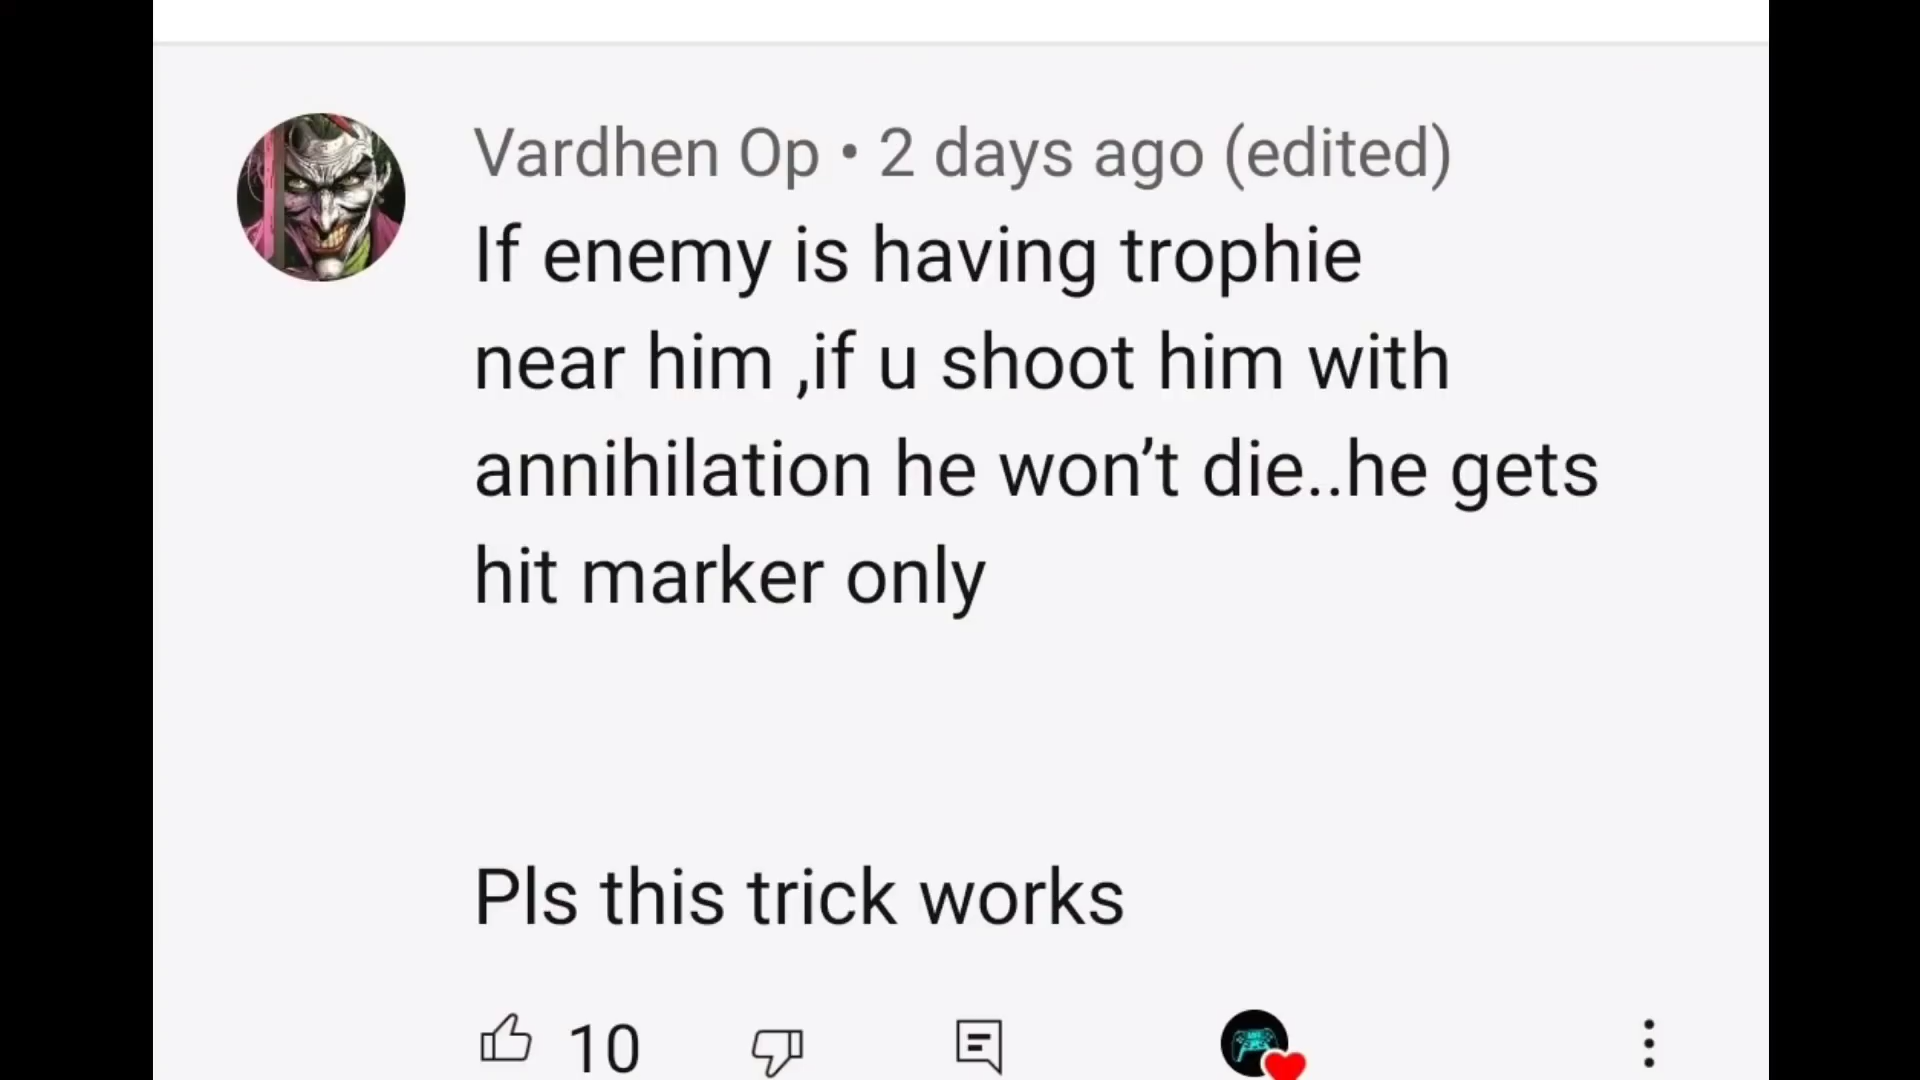 Vardhen Op • 2 days ago (edited)
If enemy is having trophie
near him ,if u shoot him with
annihilation he won’t die..he gets
hit marker only
Pls this trick works
10